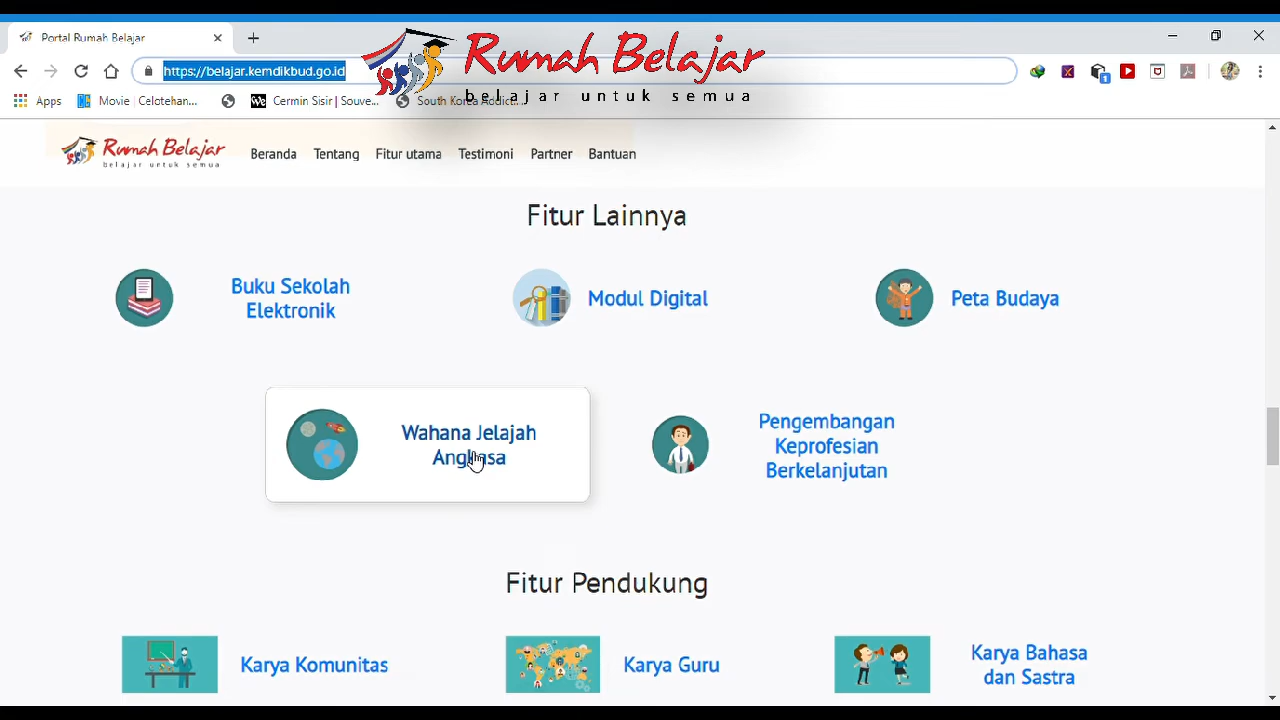 Portal Rumah Belajar
https://belajar.kemdikbud.go.id
Rumah Belajar
belajar untuk semua
Apps
Movie | Celotehan...
Cermin Sisir | Souve...
South Korea Addict...
Rumah Belajar
belajar untuk semua
Beranda
Tentang
Fitur utama
Testimoni
Partner
Bantuan
Fitur Lainnya
Buku Sekolah
Elektronik
Modul Digital
Peta Budaya
Wahana Jelajah
Angkasa
Pengembangan
Keprofesian
Berkelanjutan
Fitur Pendukung
Karya Komunitas
Karya Guru
Karya Bahasa
dan Sastra